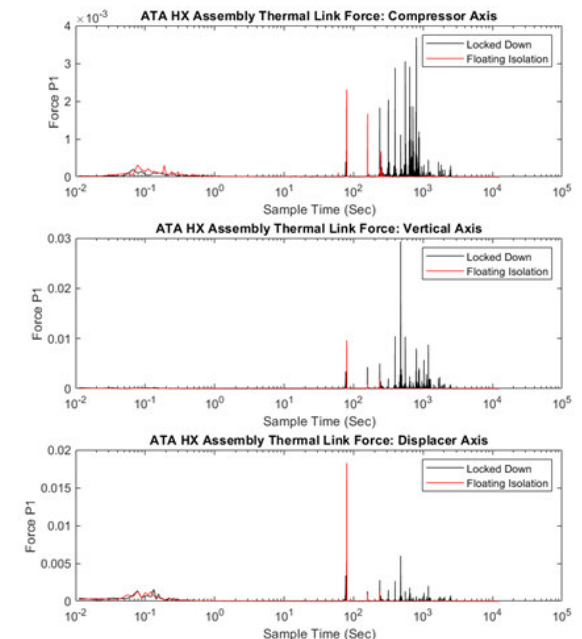 ATA HX Assembly Thermal Link Force: Compressor Axis
×10⁻³
4
3
2
1
0
Force P1
Locked Down
Floating Isolation
10⁻² 10⁻¹ 10⁰ 10¹ 10² 10³ 10⁴ 10⁵
Sample Time (Sec)
ATA HX Assembly Thermal Link Force: Vertical Axis
0.03
0.02
0.01
0
Force P1
Locked Down
Floating Isolation
10⁻² 10⁻¹ 10⁰ 10¹ 10² 10³ 10⁴ 10⁵
Sample Time (Sec)
ATA HX Assembly Thermal Link Force: Displacer Axis
0.02
0.015
0.01
0.005
0
Force P1
Locked Down
Floating Isolation
10⁻² 10⁻¹ 10⁰ 10¹ 10² 10³ 10⁴ 10⁵
Sample Time (Sec)